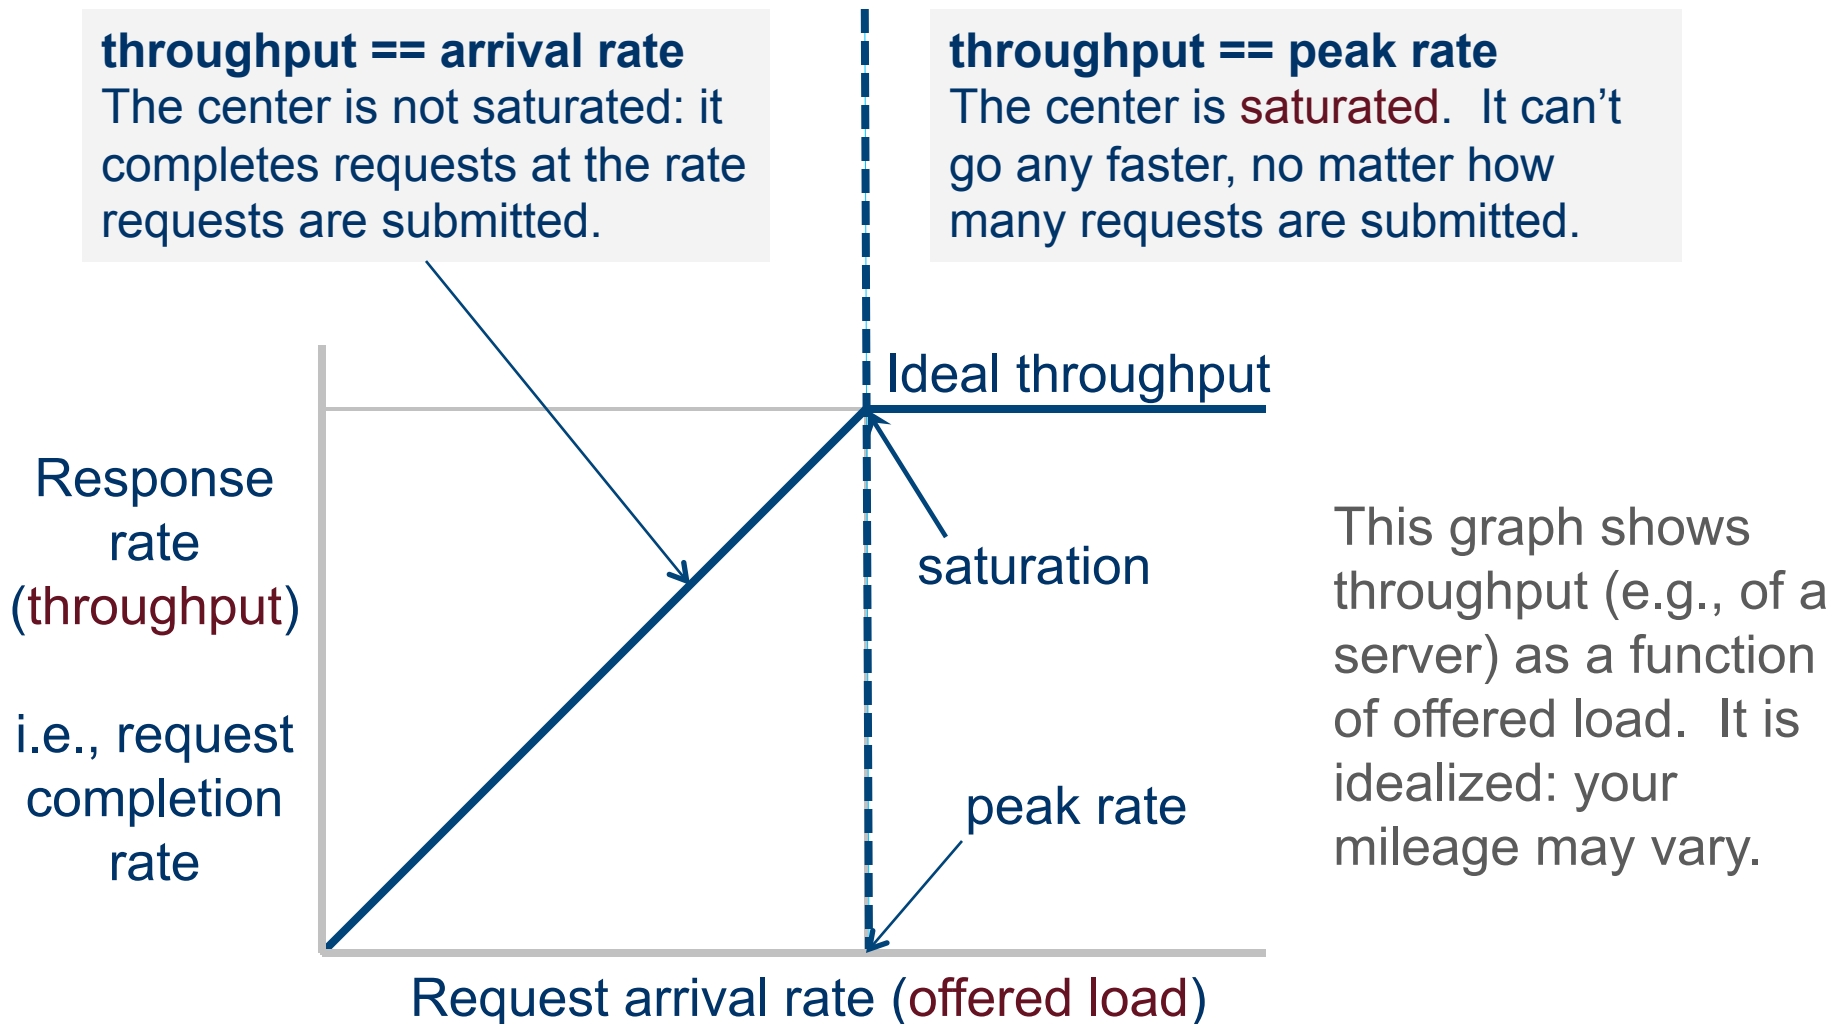 throughput == arrival rate
The center is not saturated: it
completes requests at the rate
requests are submitted.
throughput == peak rate
The center is saturated.  It can’t
go any faster, no matter how
many requests are submitted.
Ideal throughput
Response
rate
(throughput)
i.e., request
completion
rate
saturation
peak rate
This graph shows
throughput (e.g., of a
server) as a function
of offered load.  It is
idealized: your
mileage may vary.
Request arrival rate (offered load)